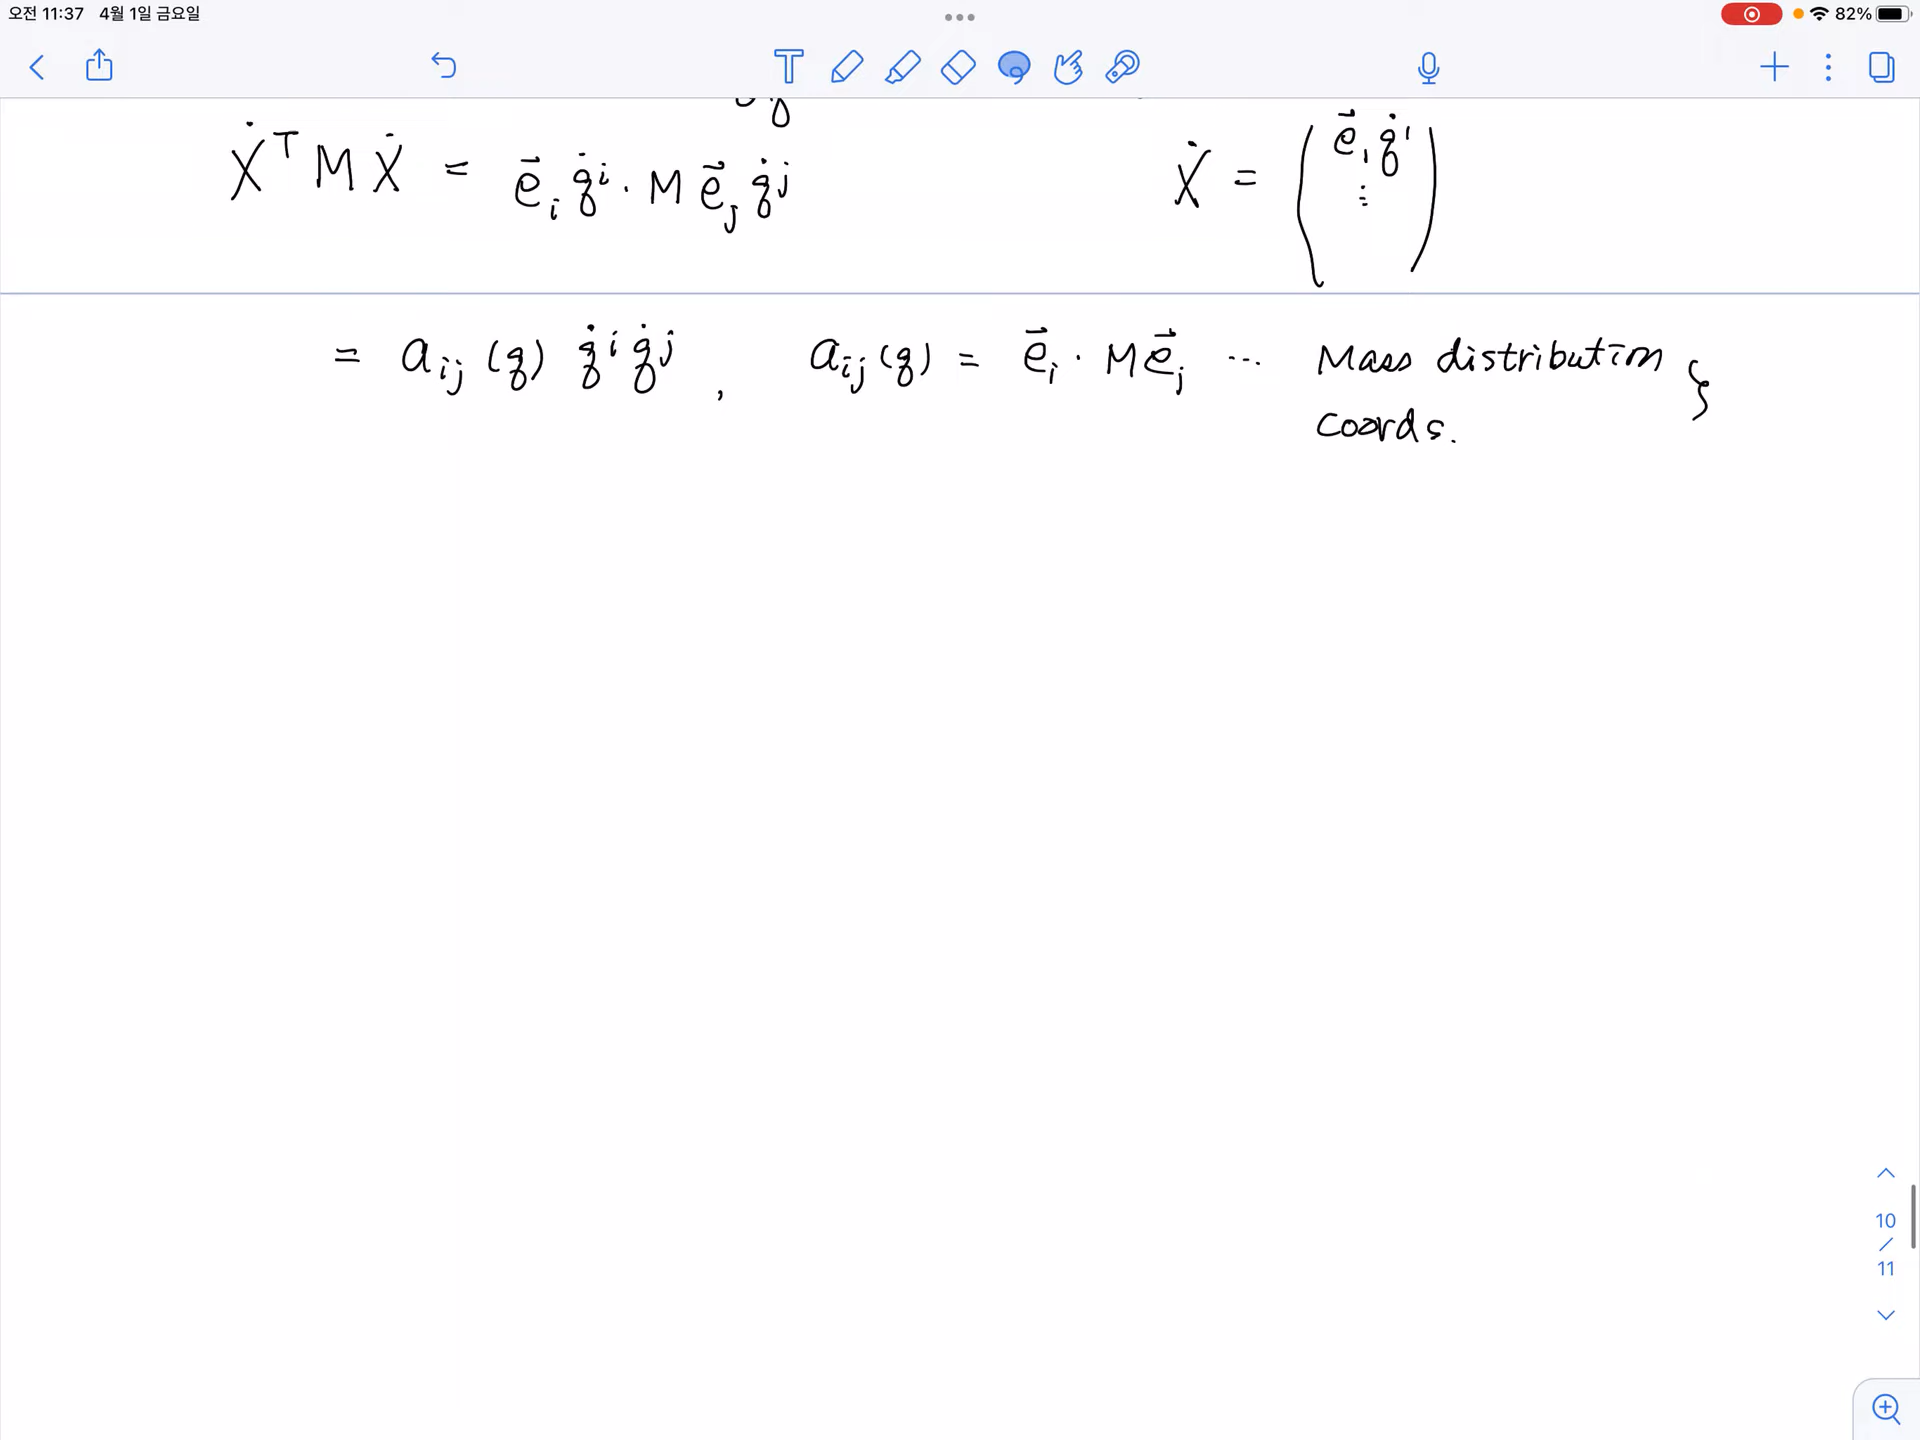 오전 11:37 4월 1일 금요일
82%
Ẋᵀ M Ẋ = e⃗ᵢ q̇ⁱ · M e⃗ⱼ q̇ʲ
Ẋ = ( e⃗₁ q̇¹
⋮ )
= aᵢⱼ (q) q̇ⁱ q̇ʲ , aᵢⱼ (q) = e⃗ᵢ · M e⃗ⱼ ... Mass distribution
coords.
10
/
11